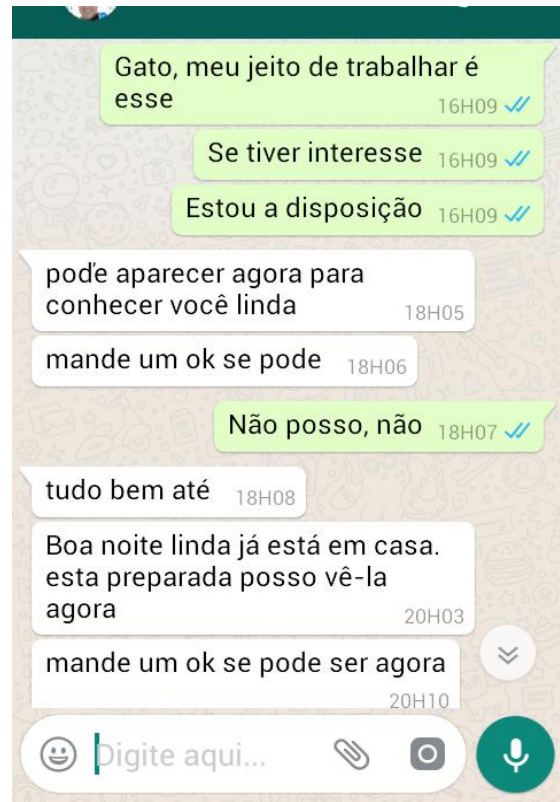 Gato, meu jeito de trabalhar é
esse 16H09
Se tiver interesse 16H09
Estou a disposição 16H09
pode aparecer agora para
conhecer você linda 18H05
mande um ok se pode 18H06
Não posso, não 18H07
tudo bem até 18H08
Boa noite linda já está em casa.
esta preparada posso vê-la
agora 20H03
mande um ok se pode ser agora
20H10
Digite aqui...